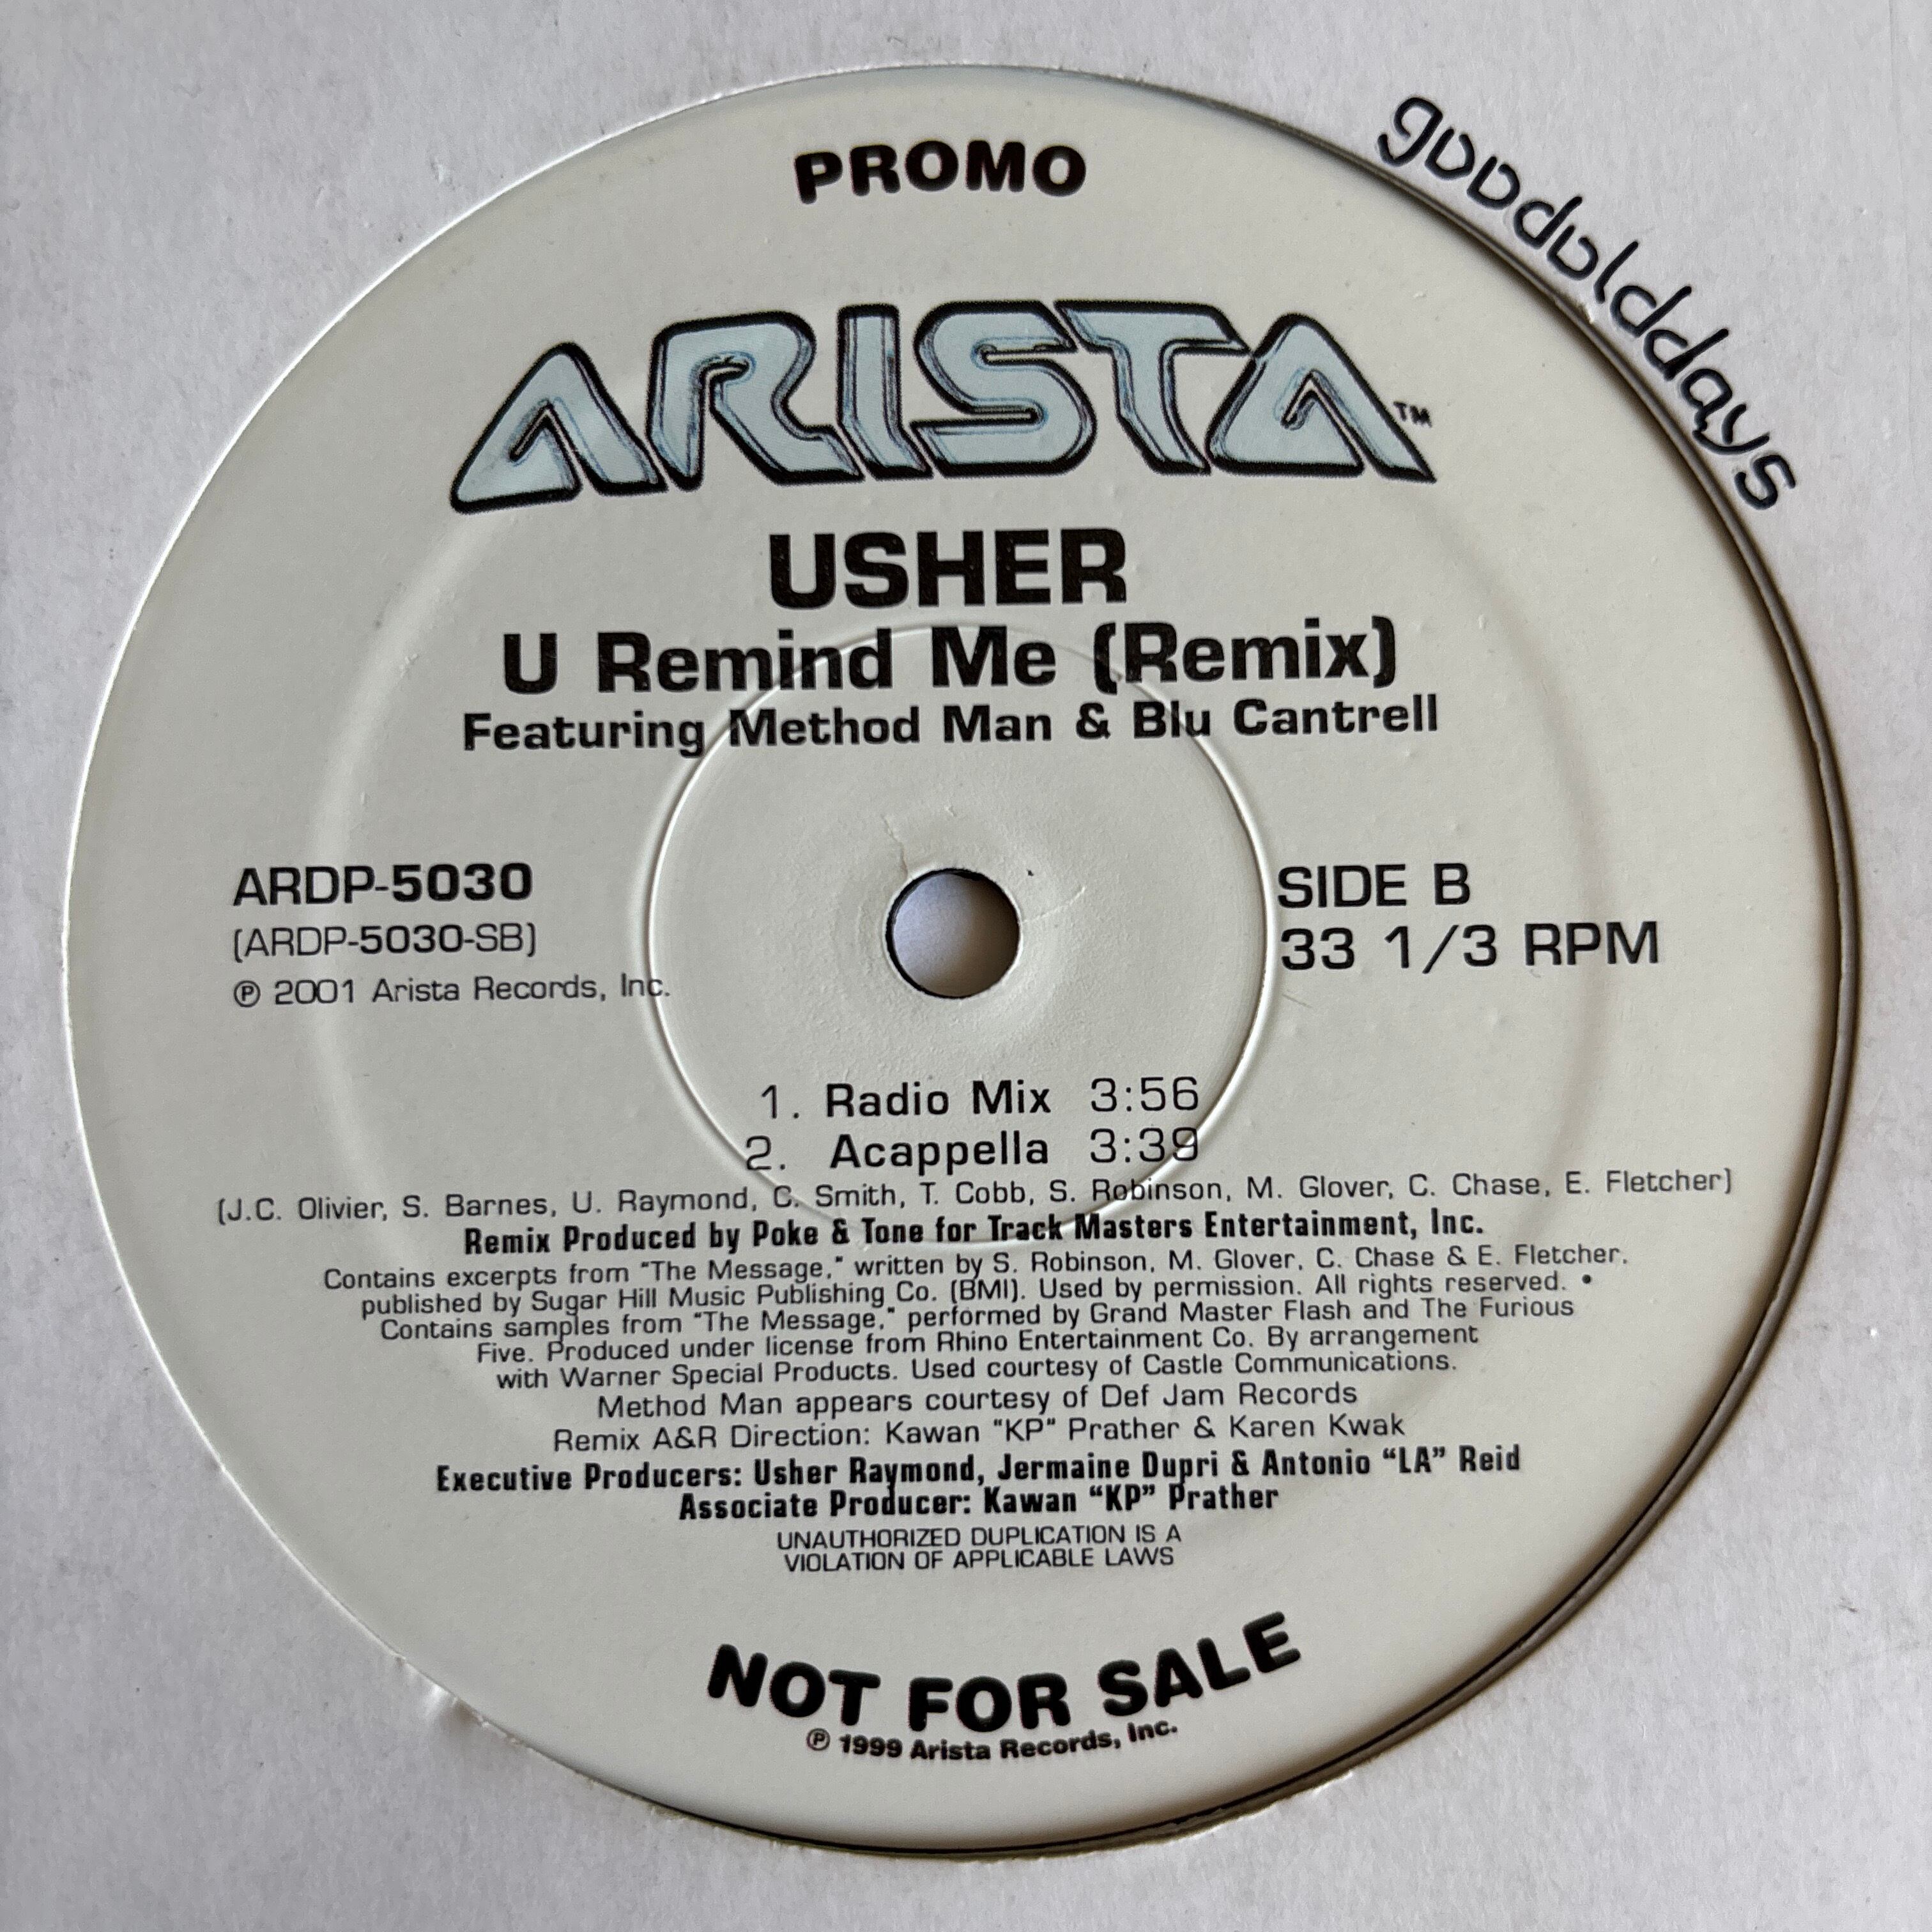 PROMO
gooddolddays
ARISTA™
USHER
U Remind Me (Remix)
Featuring Method Man & Blu Cantrell
ARDP-5030
(ARDP-5030-SB)
℗ 2001 Arista Records, Inc.
SIDE B
33 1/3 RPM
1. Radio Mix 3:56
2. Acappella 3:39
(J.C. Olivier, S. Barnes, U. Raymond, C. Smith, T. Cobb, S. Robinson, M. Glover, C. Chase, E. Fletcher)
Remix Produced by Poke & Tone for Track Masters Entertainment, Inc.
Contains excerpts from "The Message," written by S. Robinson, M. Glover, C. Chase & E. Fletcher,
published by Sugar Hill Music Publishing Co. (BMI). Used by permission. All rights reserved. •
Contains samples from "The Message," performed by Grand Master Flash and The Furious
Five. Produced under license from Rhino Entertainment Co. By arrangement
with Warner Special Products. Used courtesy of Castle Communications.
Method Man appears courtesy of Def Jam Records
Remix A&R Direction: Kawan "KP" Prather & Karen Kwak
Executive Producers: Usher Raymond, Jermaine Dupri & Antonio “LA” Reid
Associate Producer: Kawan “KP” Prather
UNAUTHORIZED DUPLICATION IS A
VIOLATION OF APPLICABLE LAWS
NOT FOR SALE
℗ 1999 Arista Records, Inc.